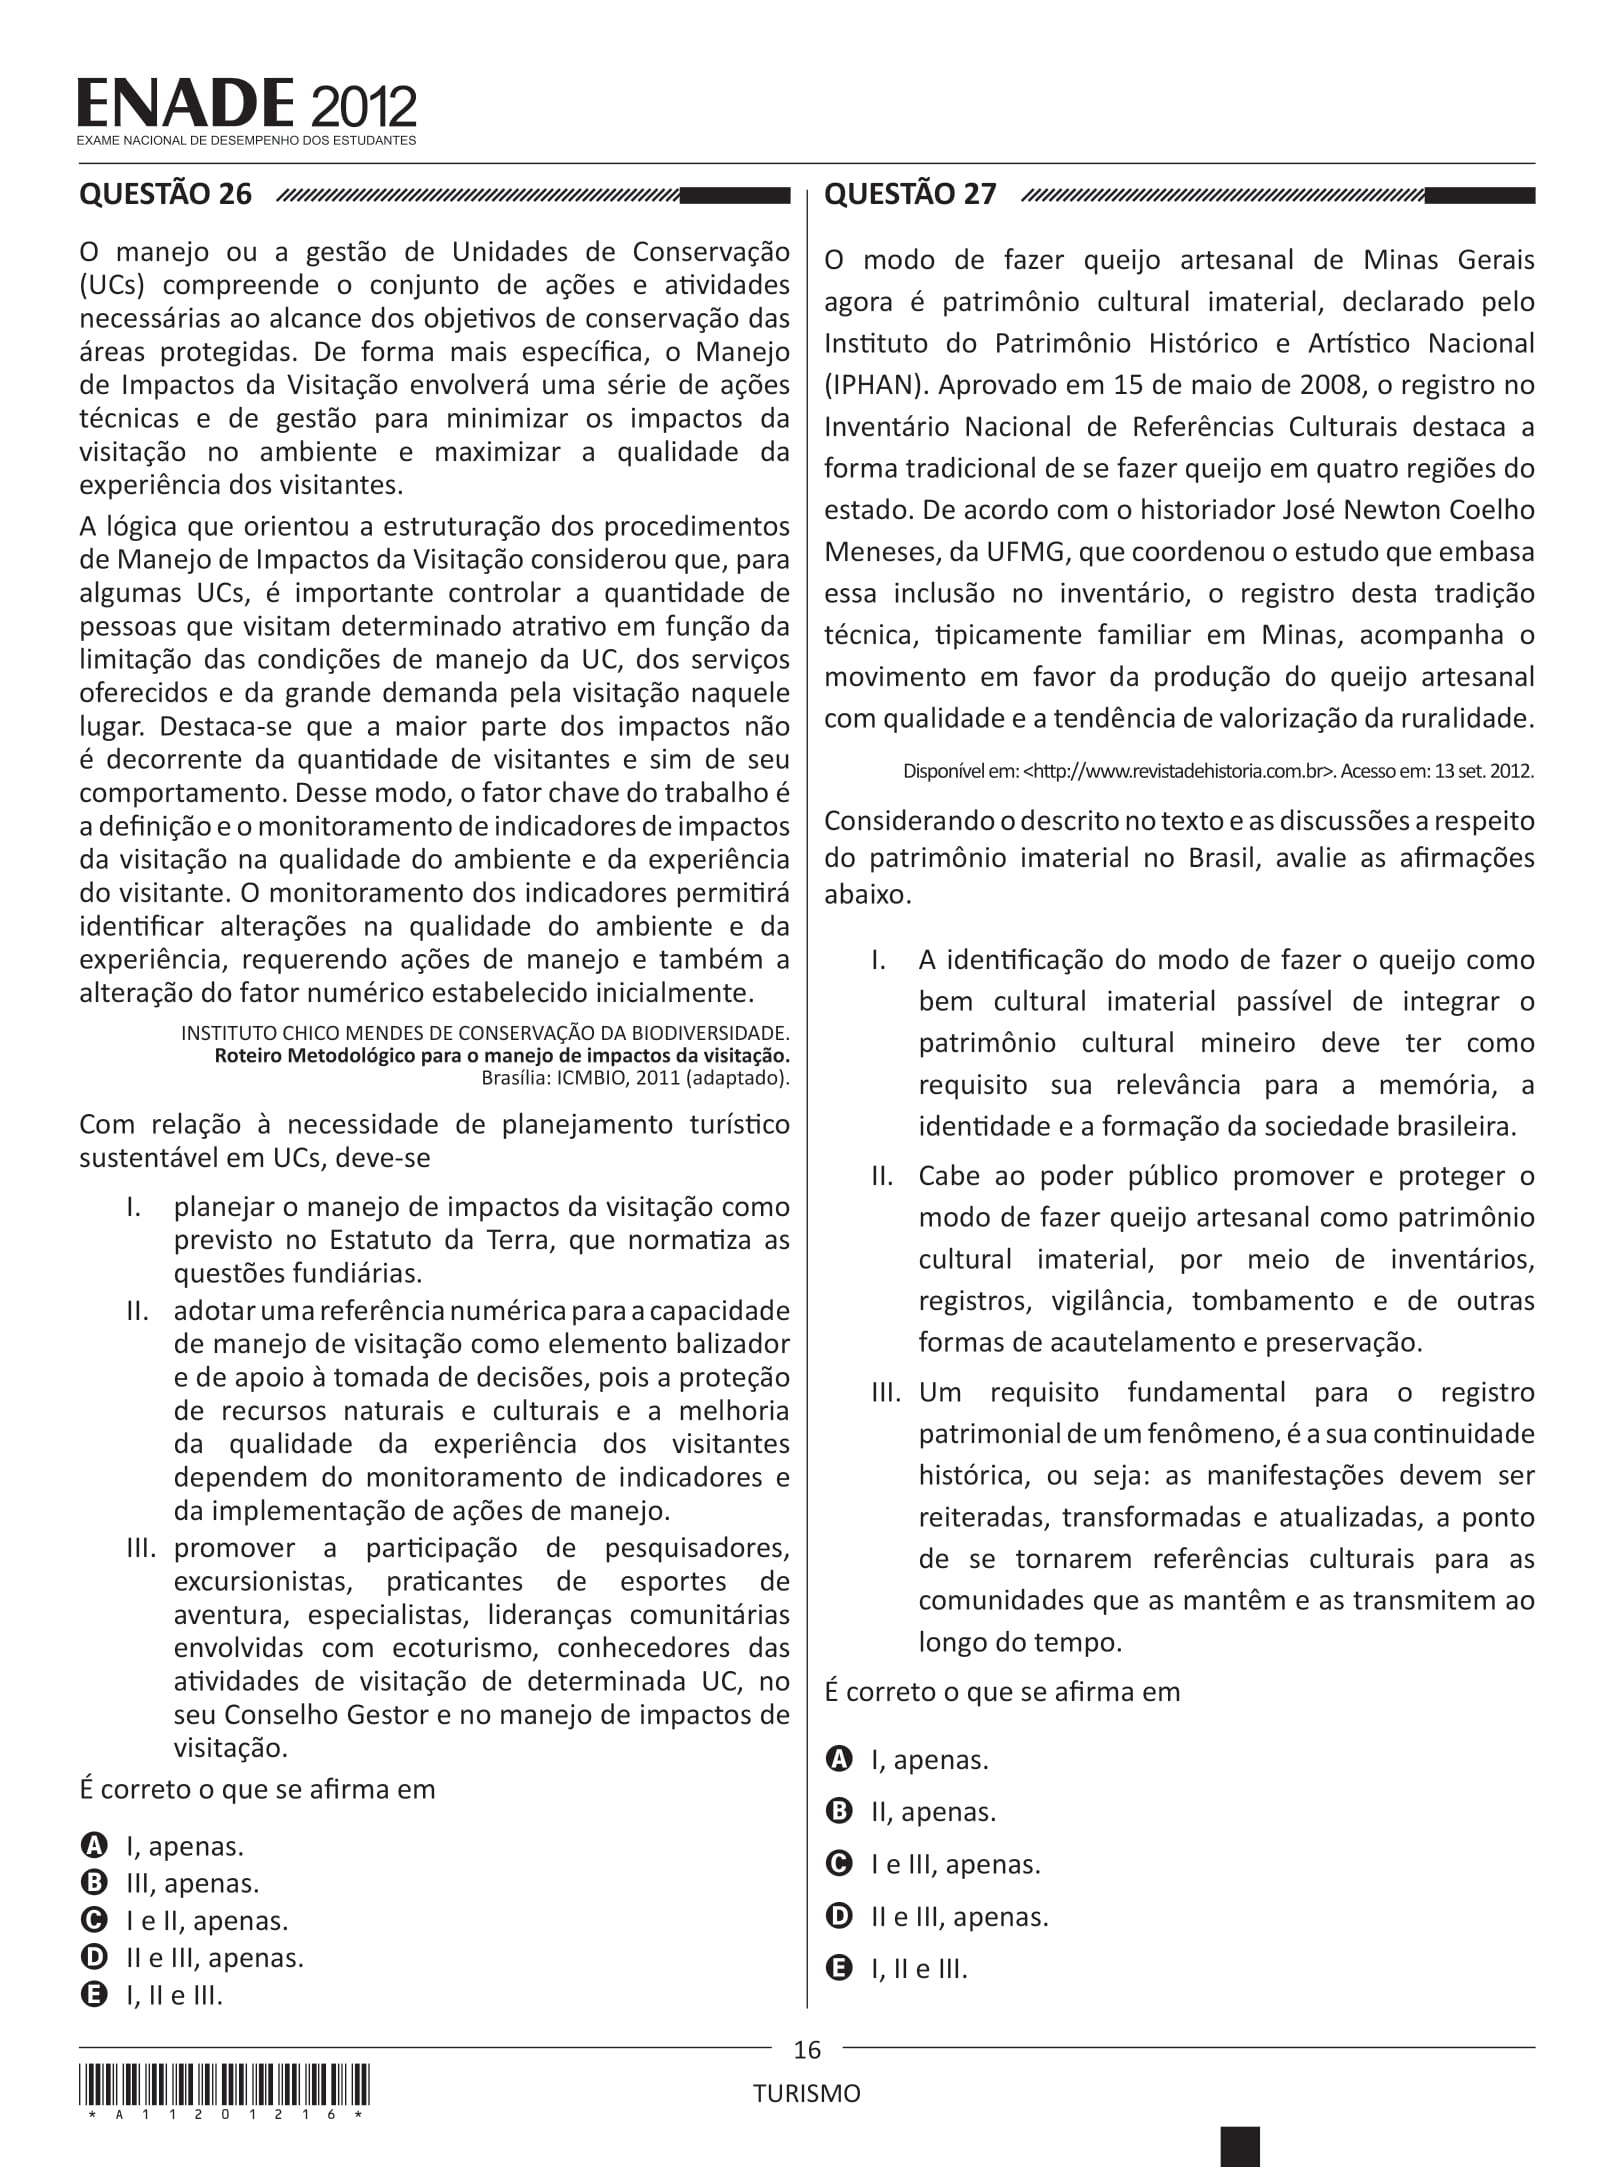 ENADE 2012
EXAME NACIONAL DE DESEMPENHO DOS ESTUDANTES
QUESTÃO 26
O manejo ou a gestão de Unidades de Conservação
(UCs) compreende o conjunto de ações e atividades
necessárias ao alcance dos objetivos de conservação das
áreas protegidas. De forma mais específica, o Manejo
de Impactos da Visitação envolverá uma série de ações
técnicas e de gestão para minimizar os impactos da
visitação no ambiente e maximizar a qualidade da
experiência dos visitantes.
A lógica que orientou a estruturação dos procedimentos
de Manejo de Impactos da Visitação considerou que, para
algumas UCs, é importante controlar a quantidade de
pessoas que visitam determinado atrativo em função da
limitação das condições de manejo da UC, dos serviços
oferecidos e da grande demanda pela visitação naquele
lugar. Destaca-se que a maior parte dos impactos não
é decorrente da quantidade de visitantes e sim de seu
comportamento. Desse modo, o fator chave do trabalho é
a definição e o monitoramento de indicadores de impactos
da visitação na qualidade do ambiente e da experiência
do visitante. O monitoramento dos indicadores permitirá
identificar alterações na qualidade do ambiente e da
experiência, requerendo ações de manejo e também a
alteração do fator numérico estabelecido inicialmente.
INSTITUTO CHICO MENDES DE CONSERVAÇÃO DA BIODIVERSIDADE.
Roteiro Metodológico para o manejo de impactos da visitação.
Brasília: ICMBIO, 2011 (adaptado).
Com relação à necessidade de planejamento turístico
sustentável em UCs, deve-se
I. planejar o manejo de impactos da visitação como
previsto no Estatuto da Terra, que normatiza as
questões fundiárias.
II. adotar uma referência numérica para a capacidade
de manejo de visitação como elemento balizador
e de apoio à tomada de decisões, pois a proteção
de recursos naturais e culturais e a melhoria
da qualidade da experiência dos visitantes
dependem do monitoramento de indicadores e
da implementação de ações de manejo.
III. promover a participação de pesquisadores,
excursionistas, praticantes de esportes de
aventura, especialistas, lideranças comunitárias
envolvidas com ecoturismo, conhecedores das
atividades de visitação de determinada UC, no
seu Conselho Gestor e no manejo de impactos de
visitação.
É correto o que se afirma em
A I, apenas.
B III, apenas.
C I e II, apenas.
D II e III, apenas.
E I, II e III.
QUESTÃO 27
O modo de fazer queijo artesanal de Minas Gerais
agora é patrimônio cultural imaterial, declarado pelo
Instituto do Patrimônio Histórico e Artístico Nacional
(IPHAN). Aprovado em 15 de maio de 2008, o registro no
Inventário Nacional de Referências Culturais destaca a
forma tradicional de se fazer queijo em quatro regiões do
estado. De acordo com o historiador José Newton Coelho
Meneses, da UFMG, que coordenou o estudo que embasa
essa inclusão no inventário, o registro desta tradição
técnica, tipicamente familiar em Minas, acompanha o
movimento em favor da produção do queijo artesanal
com qualidade e a tendência de valorização da ruralidade.
Disponível em: <http://www.revistadehistoria.com.br>. Acesso em: 13 set. 2012.
Considerando o descrito no texto e as discussões a respeito
do patrimônio imaterial no Brasil, avalie as afirmações
abaixo.
I. A identificação do modo de fazer o queijo como
bem cultural imaterial passível de integrar o
patrimônio cultural mineiro deve ter como
requisito sua relevância para a memória, a
identidade e a formação da sociedade brasileira.
II. Cabe ao poder público promover e proteger o
modo de fazer queijo artesanal como patrimônio
cultural imaterial, por meio de inventários,
registros, vigilância, tombamento e de outras
formas de acautelamento e preservação.
III. Um requisito fundamental para o registro
patrimonial de um fenômeno, é a sua continuidade
histórica, ou seja: as manifestações devem ser
reiteradas, transformadas e atualizadas, a ponto
de se tornarem referências culturais para as
comunidades que as mantêm e as transmitem ao
longo do tempo.
É correto o que se afirma em
A I, apenas.
B II, apenas.
C I e III, apenas.
D II e III, apenas.
E I, II e III.
16
TURISMO
* A 1 1 2 0 1 2 1 6 *